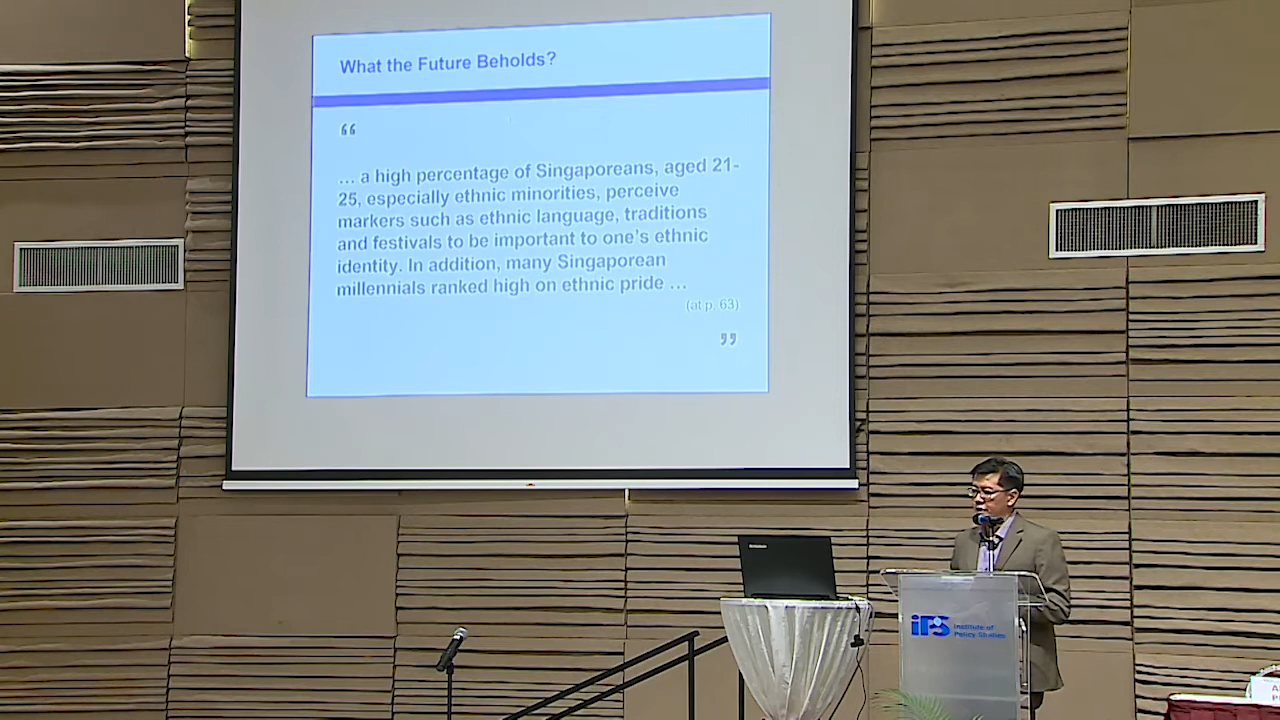 What the Future Beholds?
“
... a high percentage of Singaporeans, aged 21-
25, especially ethnic minorities, perceive
markers such as ethnic language, traditions
and festivals to be important to one’s ethnic
identity. In addition, many Singaporean
millennials ranked high on ethnic pride ...
(at p. 63)
”
iPS Institute of
Policy Studies